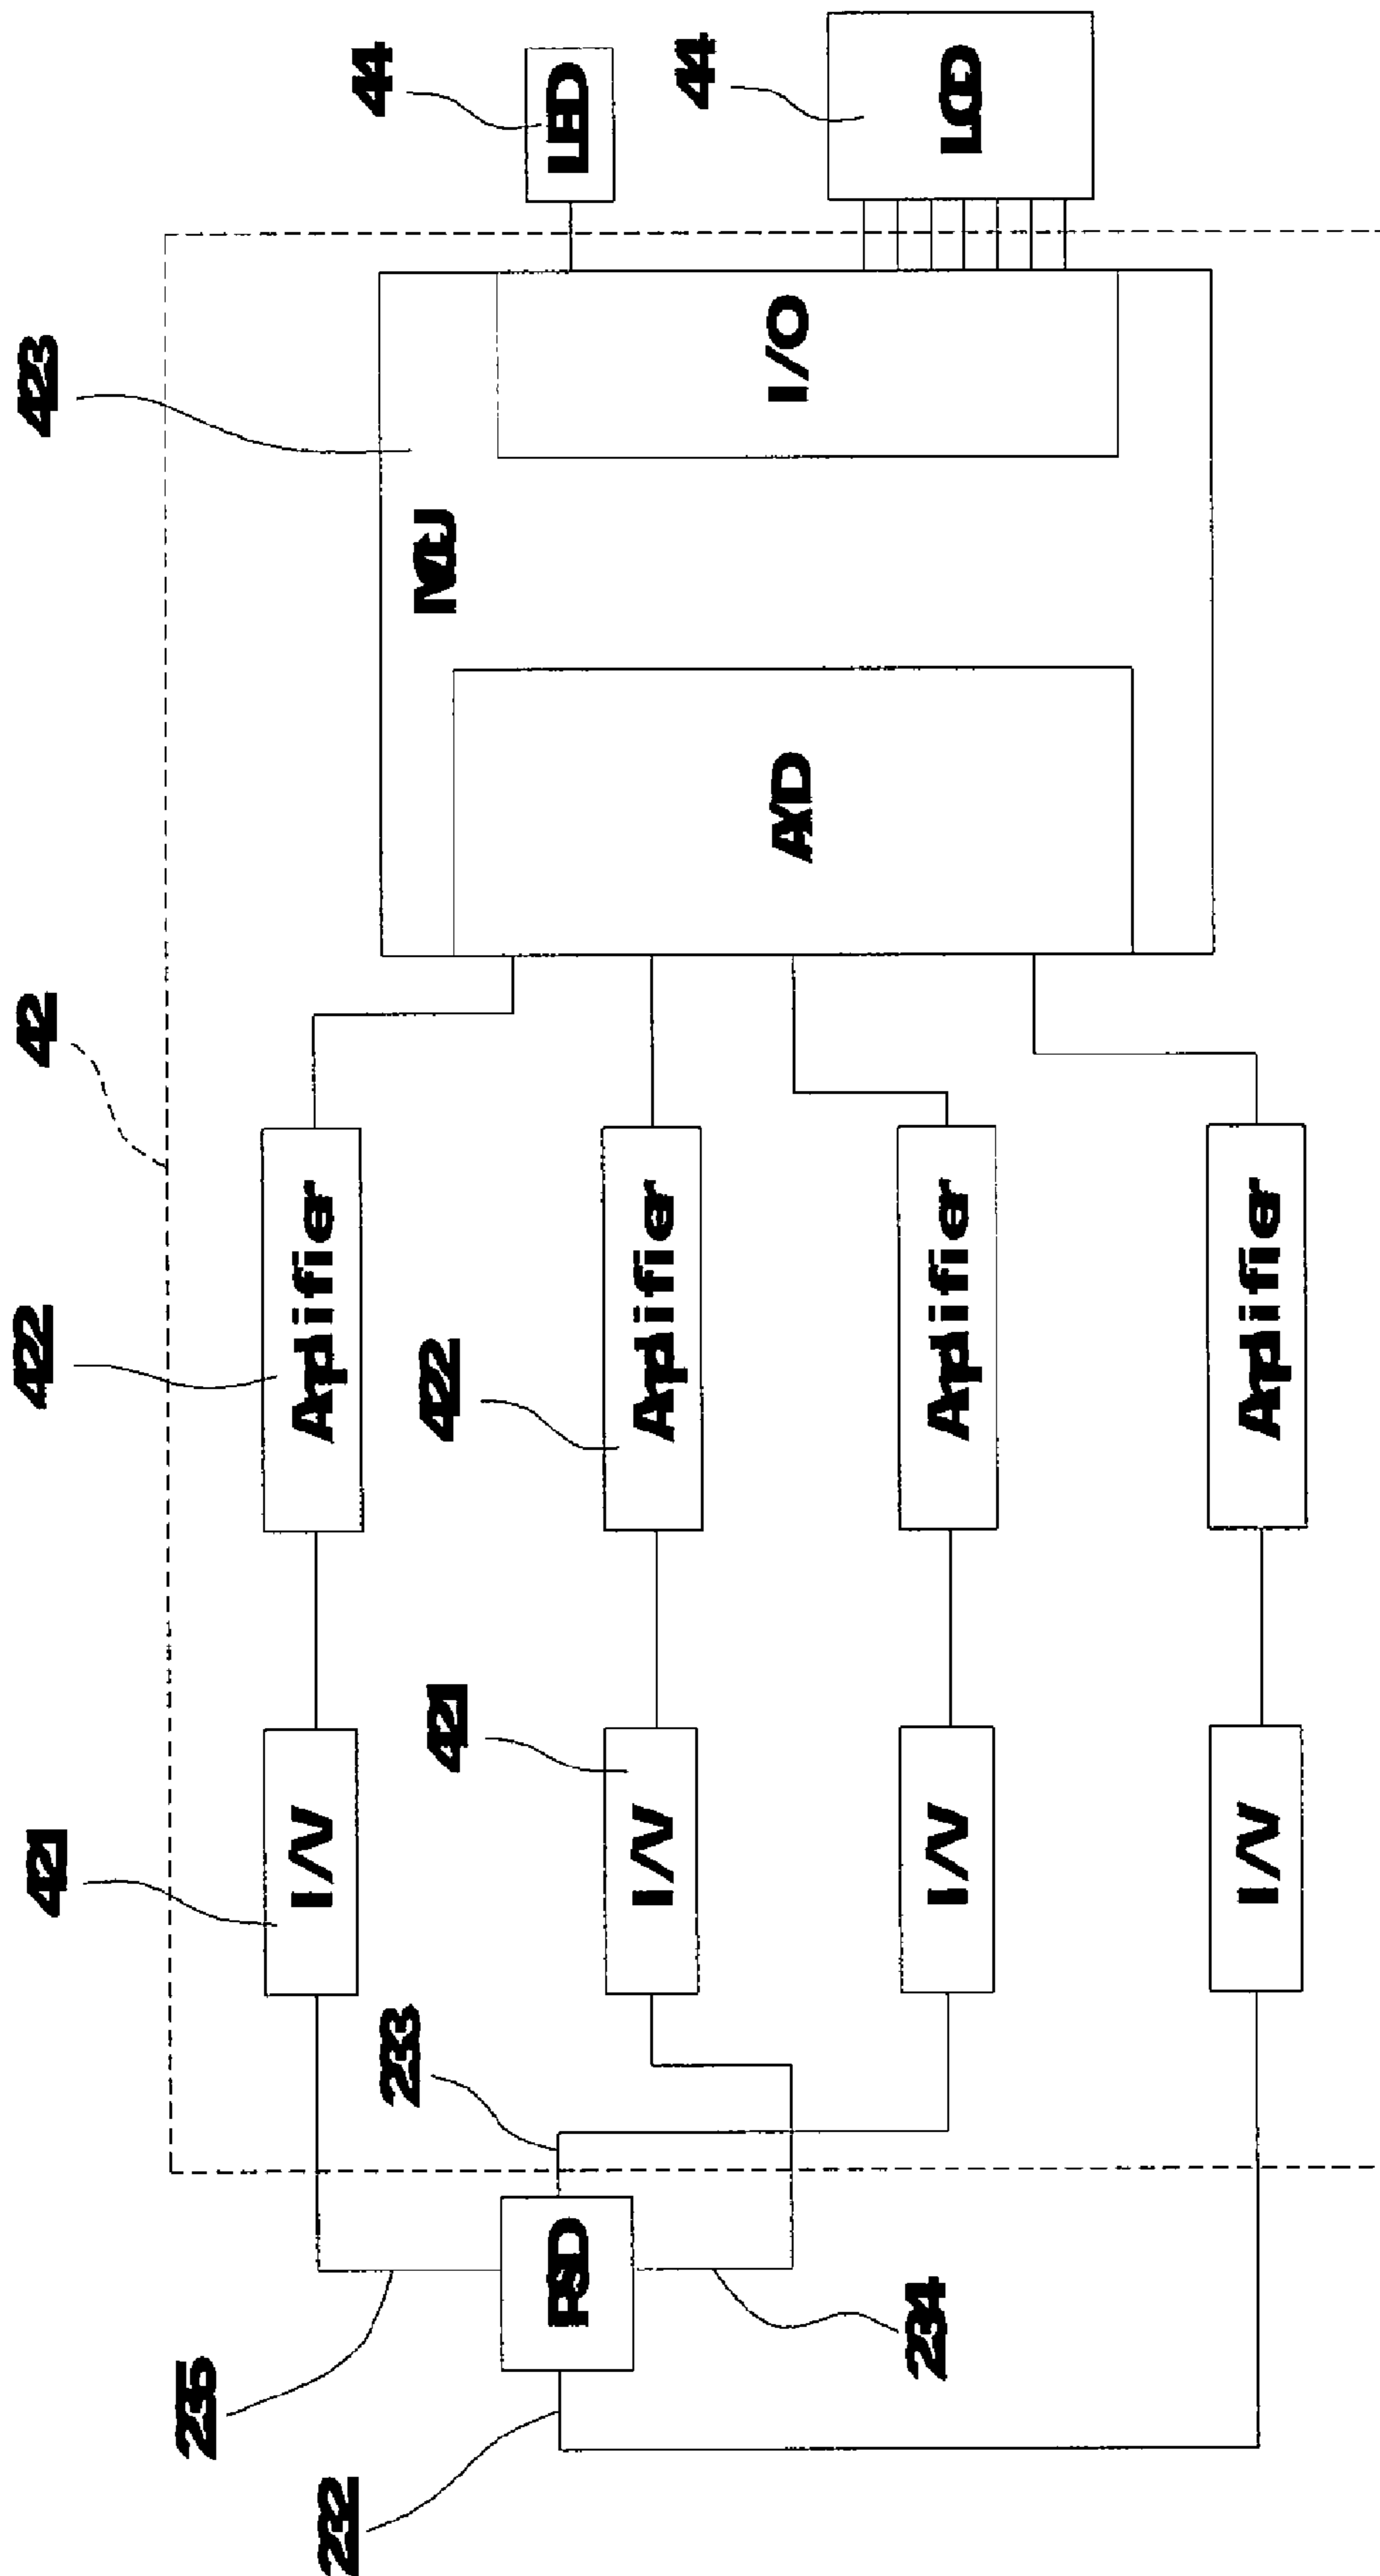 421
422
42
423
235
I/V
Amplifier
232
233
421
422
MCU
44
PSD
LED
I/V
Amplifier
44
A/D
I/O
234
I/V
Amplifier
LCD
I/V
Amplifier